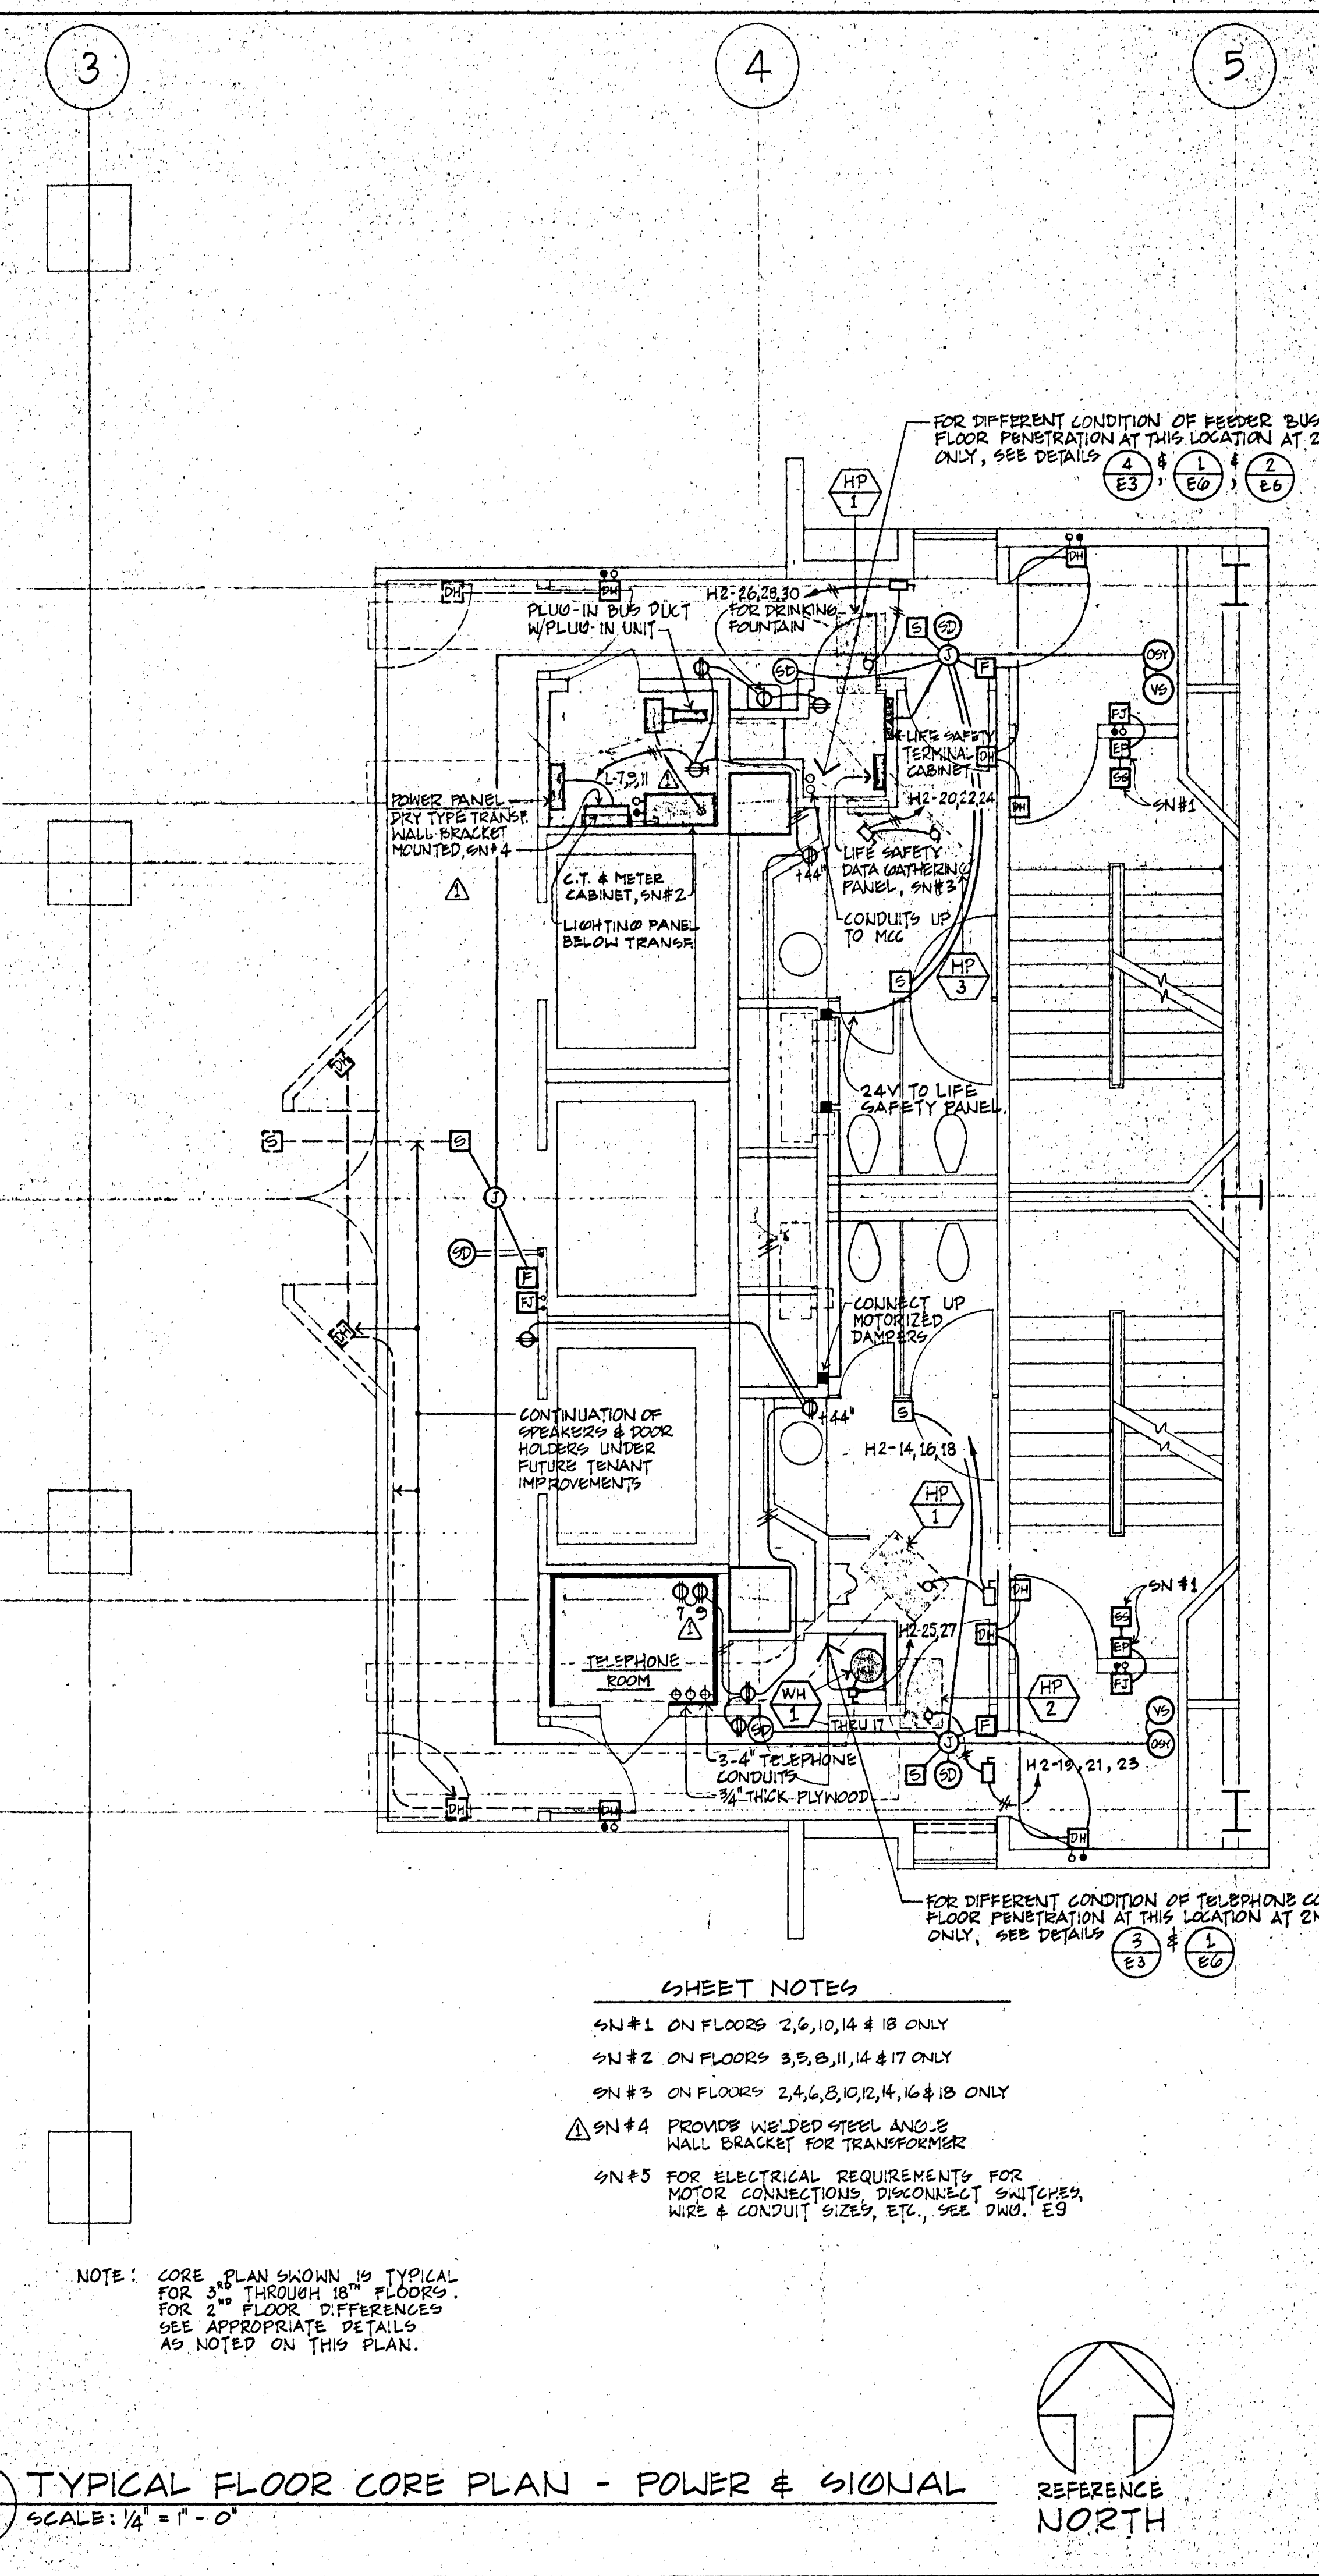 3
4
5
FOR DIFFERENT CONDITION OF FEEDER BUS
FLOOR PENETRATION AT THIS LOCATION AT 2
ONLY, SEE DETAILS 4/E3, & 1/E6, & 2/E6
HP
1
DH
DH
DH
H2-26,28,30
FOR DRINKING
FOUNTAIN
PLUG-IN BUS DUCT
W/PLUG-IN UNIT
S
SD
J
F
OSY
VS
SD
FJ
EP
SS
SN#1
LIFE SAFETY
TERMINAL
CABINET
DH
DH
L-7,9,11
1
H2-20,22,24
POWER PANEL
DRY TYPE TRANSF.
WALL BRACKET
MOUNTED, SN#4
1
C.T. & METER
CABINET, SN#2
LIGHTING PANEL
BELOW TRANSF.
+44"
LIFE SAFETY
DATA GATHERING
PANEL, SN#3
CONDUITS UP
TO MCC
HP
3
S
24V TO LIFE
SAFETY PANEL.
DH
S
S
J
SD
F
FJ
DH
CONNECT UP
MOTORIZED
DAMPERS
CONTINUATION OF
SPEAKERS & DOOR
HOLDERS UNDER
FUTURE TENANT
IMPROVEMENTS
+44"
S
H2-14,16,18
HP
1
7 9
1
TELEPHONE
ROOM
DH
SN #1
SS
EP
FJ
H2-25,27
DH
WH
1
THRU 17
HP
2
VS
OSY
F
J
SD
S
SD
3-4" TELEPHONE
CONDUITS
3/4" THICK PLYWOOD
H2-19, 21, 23
DH
DH
DH
FOR DIFFERENT CONDITION OF TELEPHONE CO
FLOOR PENETRATION AT THIS LOCATION AT 2N
ONLY, SEE DETAILS 3/E3 & 1/E6
SHEET NOTES
SN#1 ON FLOORS 2,6,10,14 & 18 ONLY
SN#2 ON FLOORS 3,5,8,11,14 & 17 ONLY
SN#3 ON FLOORS 2,4,6,8,10,12,14,16 & 18 ONLY
1 SN#4 PROVIDE WELDED STEEL ANGLE
WALL BRACKET FOR TRANSFORMER
SN#5 FOR ELECTRICAL REQUIREMENTS FOR
MOTOR CONNECTIONS, DISCONNECT SWITCHES,
WIRE & CONDUIT SIZES, ETC., SEE DWG. E9
NOTE: CORE PLAN SHOWN IS TYPICAL
FOR 3RD THROUGH 18TH FLOORS.
FOR 2ND FLOOR DIFFERENCES
SEE APPROPRIATE DETAILS
AS NOTED ON THIS PLAN.
TYPICAL FLOOR CORE PLAN - POWER & SIGNAL
SCALE: 1/4" = 1' - 0"
REFERENCE
NORTH